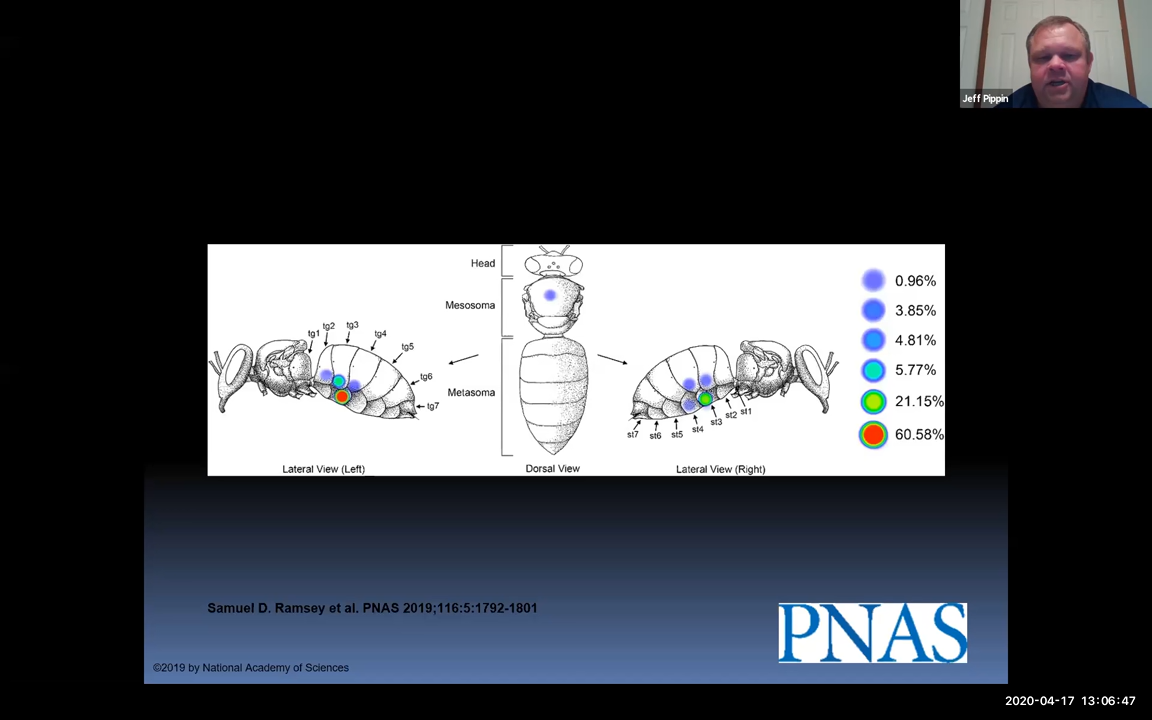 Jeff Pippin
Head
Mesosoma
Metasoma
tg1
tg2
tg3
tg4
tg5
tg6
tg7
Lateral View (Left)
Dorsal View
st7
st6
st5
st4
st3
st2
st1
Lateral View (Right)
0.96%
3.85%
4.81%
5.77%
21.15%
60.58%
Samuel D. Ramsey et al. PNAS 2019;116:5:1792-1801
PNAS
©2019 by National Academy of Sciences
2020-04-17 13:06:47